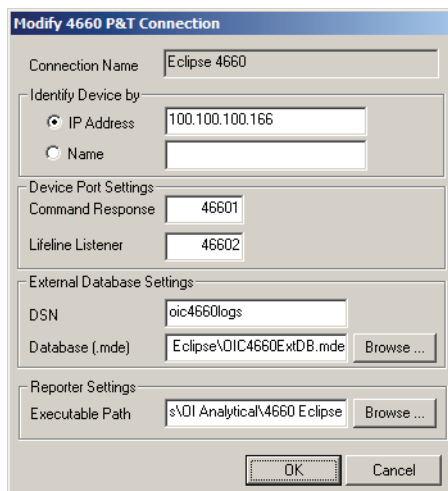 Modify 4660 P&T Connection
Connection Name Eclipse 4660
Identify Device by
IP Address 100.100.100.166
Name
Device Port Settings
Command Response 46601
Lifeline Listener 46602
External Database Settings
DSN oic4660logs
Database (.mde) Eclipse\OIC4660ExtDB.mde Browse ...
Reporter Settings
Executable Path s\OI Analytical\4660 Eclipse Browse ...
OK Cancel